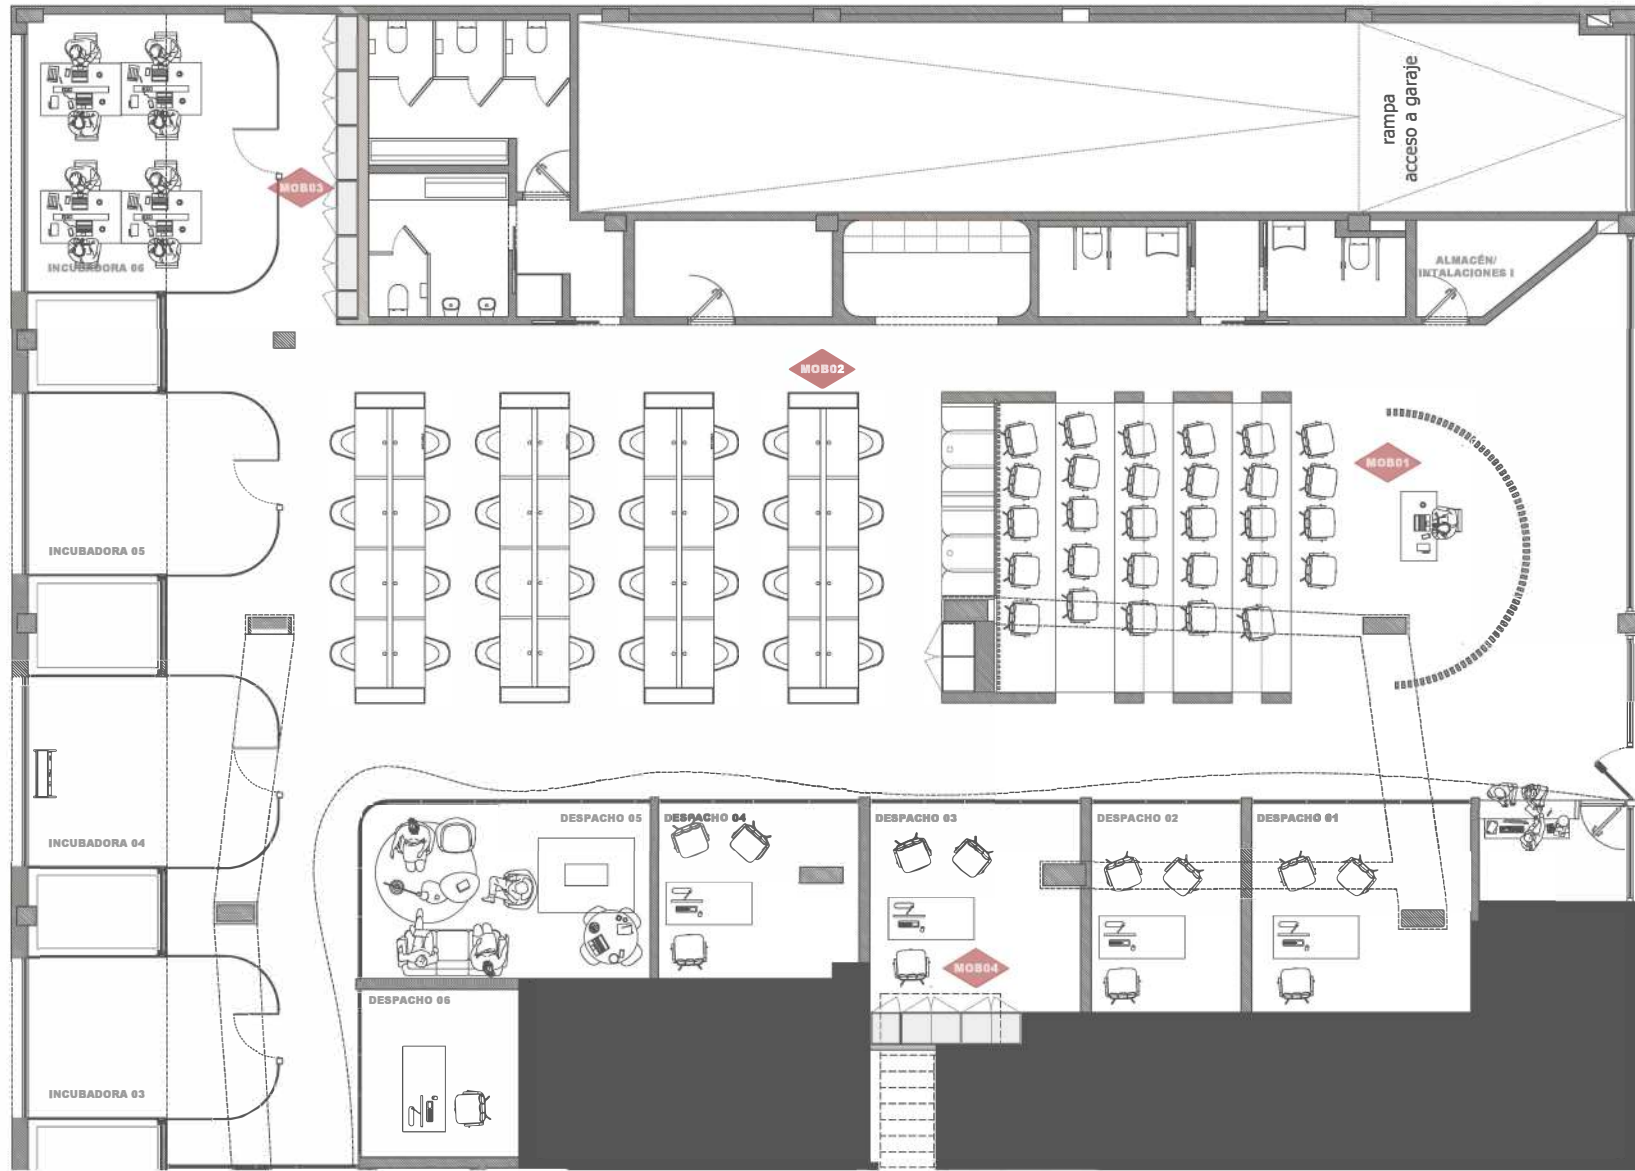 rampa
acceso a garaje
MOB03
INCUBADORA 06
ALMACÉN/
INTALACIONES I
MOB02
MOB01
INCUBADORA 05
INCUBADORA 04
DESPACHO 05
DESPACHO 04
DESPACHO 03
DESPACHO 02
DESPACHO 01
MOB04
DESPACHO 06
INCUBADORA 03